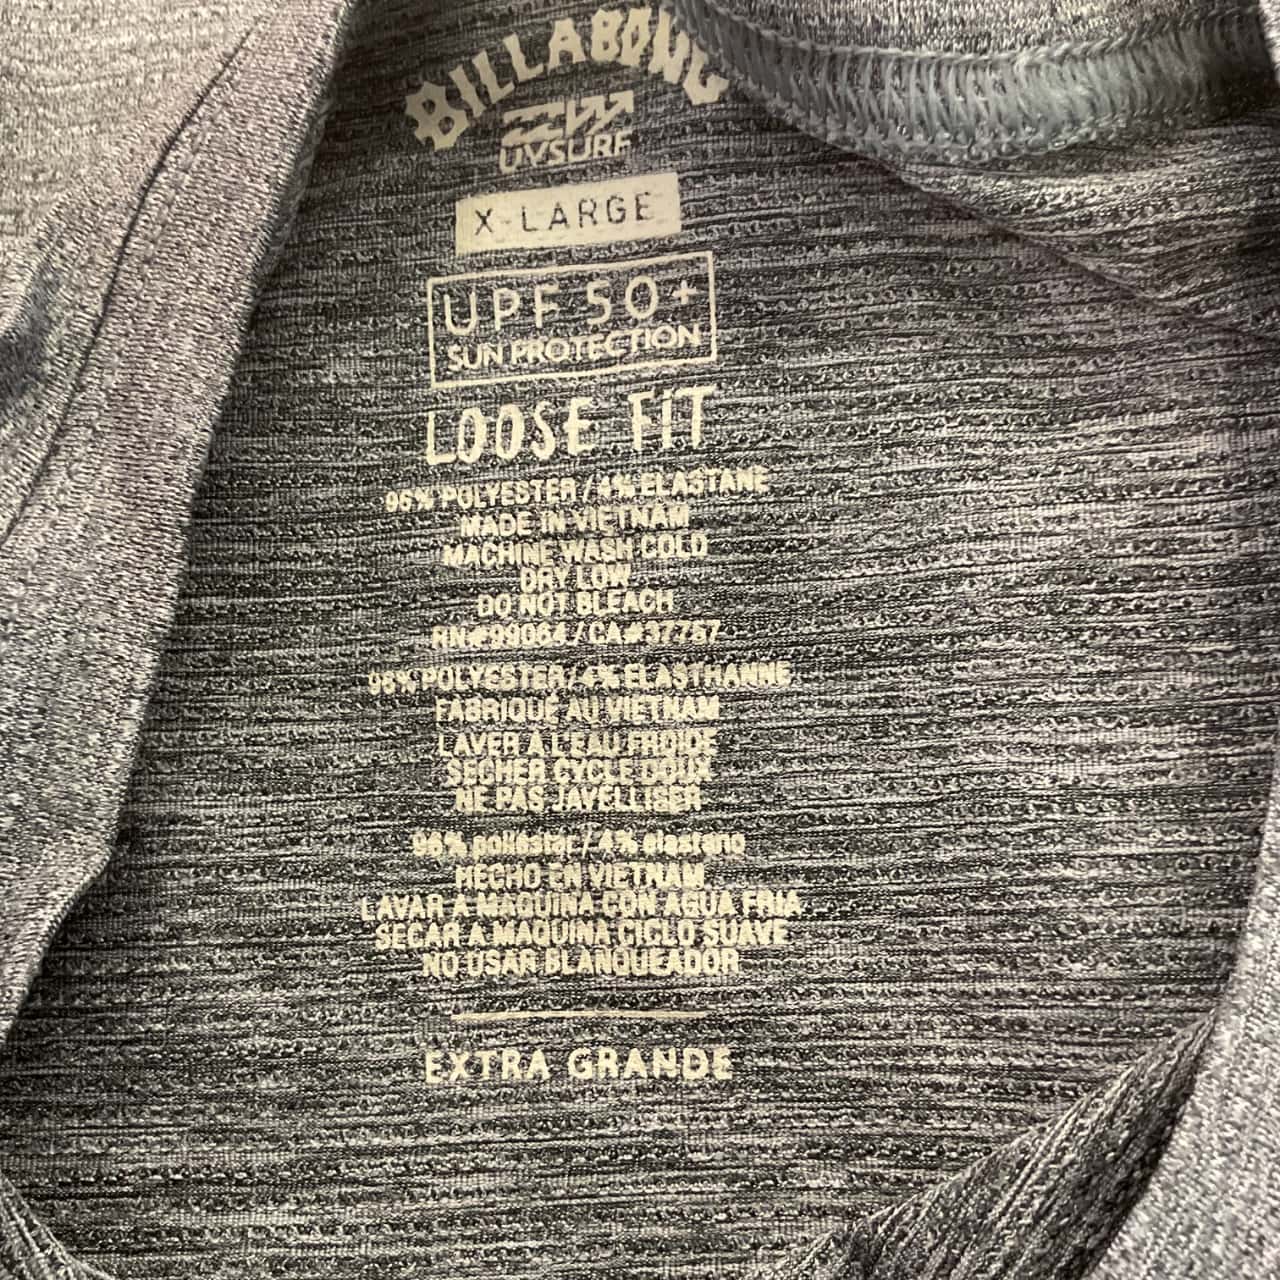 BILLABONG
UVSURF
X-LARGE
UPF 50+
SUN PROTECTION
LOOSE FiT
96% POLYESTER / 4% ELASTANE
MADE IN VIETNAM
MACHINE WASH COLD
DRY LOW
DO NOT BLEACH
RN#99064 / CA#37767
96% POLYESTER / 4% ELASTHANNE
FABRIQUÉ AU VIETNAM
LAVER A L'EAU FROIDE
SECHER CYCLE DOUX
NE PAS JAVELLISER
96% poliester / 4% elastano
HECHO EN VIETNAM
LAVAR A MAQUINA CON AGUA FRIA
SECAR A MAQUINA CICLO SUAVE
NO USAR BLANQUEADOR
EXTRA GRANDE